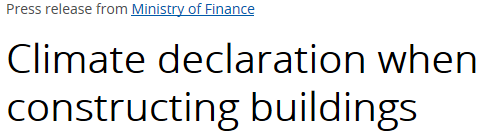 Press release from Ministry of Finance
Climate declaration when
constructing buildings